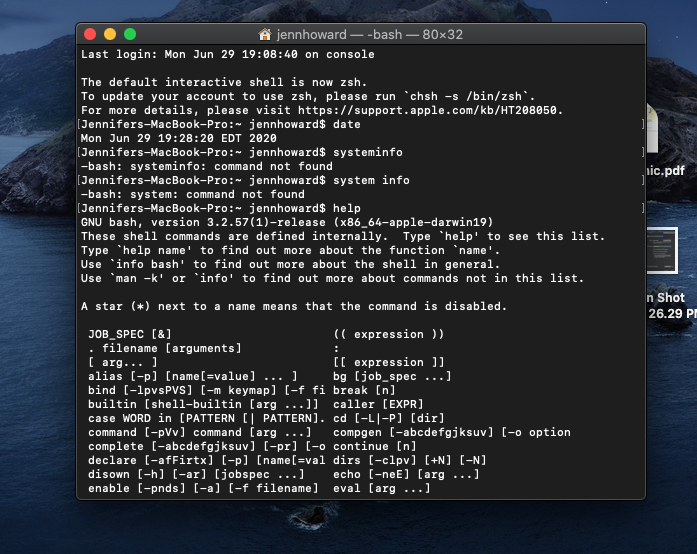 jennhoward — -bash — 80×32
Last login: Mon Jun 29 19:08:40 on console
The default interactive shell is now zsh.
To update your account to use zsh, please run `chsh -s /bin/zsh`.
For more details, please visit https://support.apple.com/kb/HT208050.
[Jennifers-MacBook-Pro:~ jennhoward$ date ]
Mon Jun 29 19:28:20 EDT 2020
[Jennifers-MacBook-Pro:~ jennhoward$ systeminfo ]
-bash: systeminfo: command not found
[Jennifers-MacBook-Pro:~ jennhoward$ system info ]
-bash: system: command not found
[Jennifers-MacBook-Pro:~ jennhoward$ help ]
GNU bash, version 3.2.57(1)-release (x86_64-apple-darwin19)
These shell commands are defined internally.  Type `help' to see this list.
Type `help name' to find out more about the function `name'.
Use `info bash' to find out more about the shell in general.
Use `man -k' or `info' to find out more about commands not in this list.
A star (*) next to a name means that the command is disabled.
JOB_SPEC [&] (( expression ))
. filename [arguments] :
[ arg... ] [[ expression ]]
alias [-p] [name[=value] ... ] bg [job_spec ...]
bind [-lpvsPVS] [-m keymap] [-f fi break [n]
builtin [shell-builtin [arg ...]] caller [EXPR]
case WORD in [PATTERN [| PATTERN]. cd [-L|-P] [dir]
command [-pVv] command [arg ...] compgen [-abcdefgjksuv] [-o option
complete [-abcdefgjksuv] [-pr] [-o continue [n]
declare [-afFirtx] [-p] [name[=val dirs [-clpv] [+N] [-N]
disown [-h] [-ar] [jobspec ...] echo [-neE] [arg ...]
enable [-pnds] [-a] [-f filename] eval [arg ...]
nic.pdf
n Shot
26.29 PM